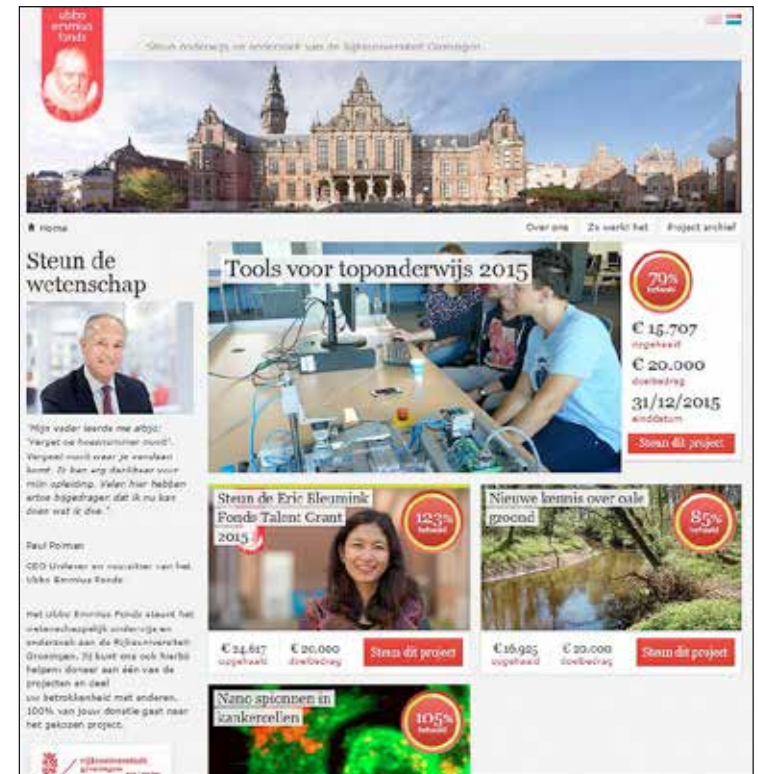 ubbo
emmius
fonds
Steun onderwijs en onderzoek van de Rijksuniversiteit Groningen
Home
Over ons
Zo werkt het
Project archief
Steun de
wetenschap
"Mijn vader leerde me altijd:
'Verget oe hoesnummer nooit'.
Vergeet nooit waar je vandaan
komt. Ik ben erg dankbaar voor
mijn opleiding. Velen hier hebben
ertoe bijgedragen dat ik nu kan
doen wat ik doe."
Paul Polman
CEO Unilever en voorzitter van het
Ubbo Emmius Fonds
Het Ubbo Emmius Fonds steunt het
wetenschappelijk onderwijs en
onderzoek aan de Rijksuniversiteit
Groningen. Jij kunt ons ook hierbij
helpen: doneer aan één van de
projecten en deel
uw betrokkenheid met anderen.
100% van jouw donatie gaat naar
het gekozen project.
rijksuniversiteit
groningen
Tools voor toponderwijs 2015
79%
behaald
€ 15.707
opgehaald
€ 20.000
doelbedrag
31/12/2015
einddatum
Steun dit project
Steun de Eric Bleumink
Fonds Talent Grant
2015
123%
behaald
€ 24.617
opgehaald
€ 20.000
doelbedrag
Steun dit project
Nieuwe kennis over oale
groond
85%
behaald
€ 16.925
opgehaald
€ 20.000
doelbedrag
Steun dit project
Nano spionnen in
kankercellen
105%
behaald